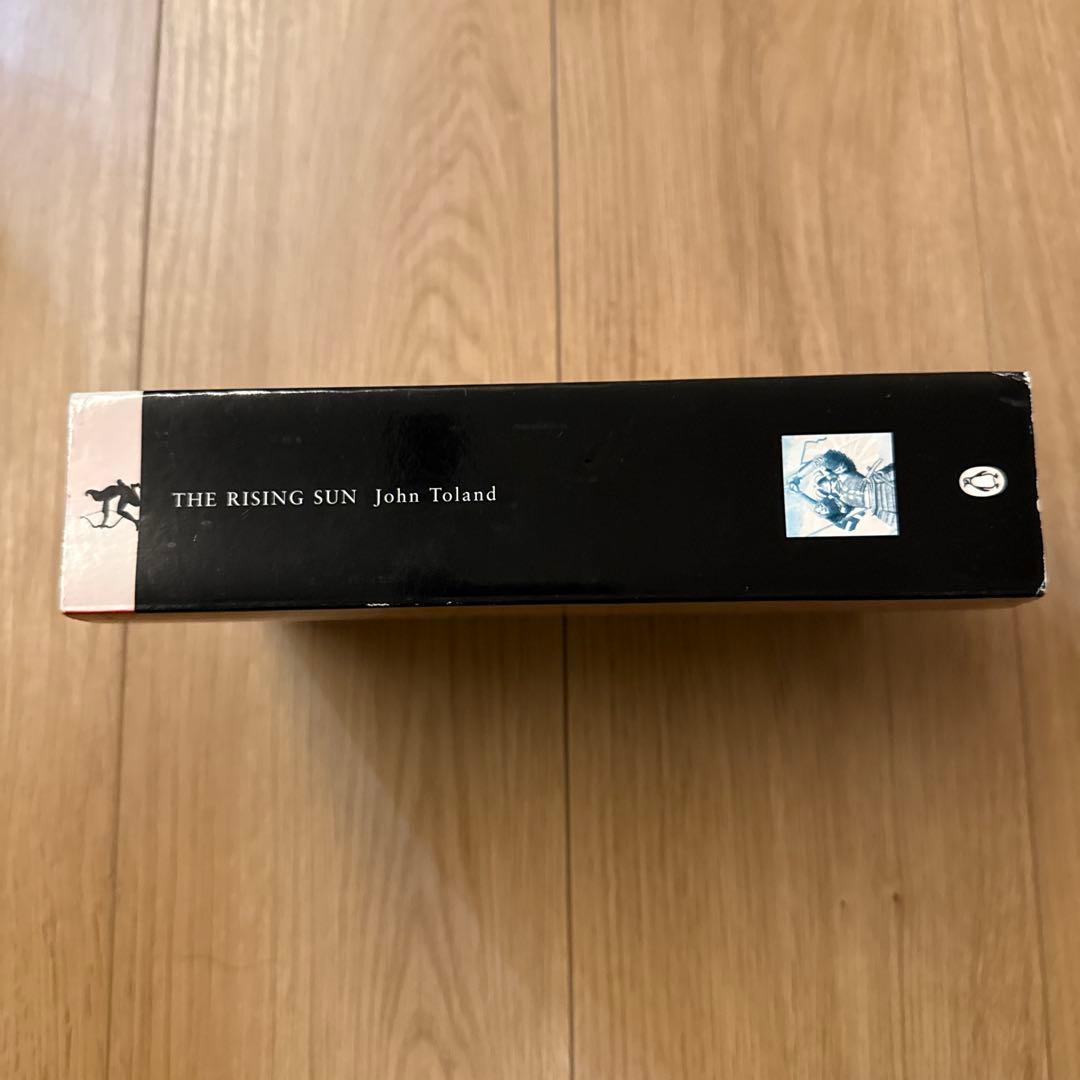 THE RISING SUN John Toland